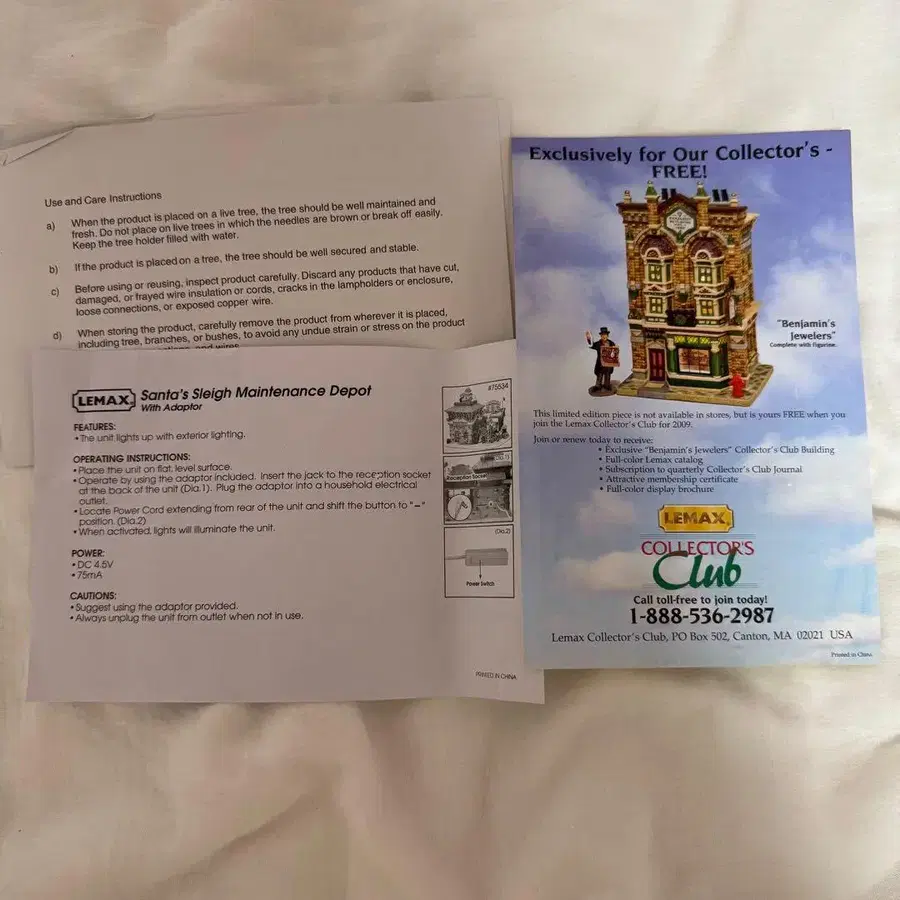 Use and Care Instructions
a) When the product is placed on a live tree, the tree should be well maintained and
fresh. Do not place on live trees in which the needles are brown or break off easily.
Keep the tree holder filled with water.
b) If the product is placed on a tree, the tree should be well secured and stable.
c) Before using or reusing, inspect product carefully. Discard any products that have cut,
damaged, or frayed wire insulation or cords, cracks in the lampholders or enclosure,
loose connections, or exposed copper wire.
d) When storing the product, carefully remove the product from wherever it is placed,
including tree, branches, or bushes, to avoid any undue strain or stress on the product
and wires
LEMAX Santa's Sleigh Maintenance Depot
With Adaptor
#75534
FEATURES:
• The unit lights up with exterior lighting.
OPERATING INSTRUCTIONS:
• Place the unit on flat, level surface.
• Operate by using the adaptor included. Insert the jack to the reception socket
at the back of the unit (Dia.1). Plug the adaptor into a household electrical
outlet.
• Locate Power Cord extending from rear of the unit and shift the button to "–"
position. (Dia.2)
• When activated, lights will illuminate the unit.
POWER:
• DC 4.5V
• 75mA
CAUTIONS:
• Suggest using the adaptor provided.
• Always unplug the unit from outlet when not in use.
(Dia.1)
Reception Socket
(Dia.2)
Power Switch
PRINTED IN CHINA
Exclusively for Our Collector's -
FREE!
"Benjamin's
Jewelers"
Complete with figurine.
This limited edition piece is not available in stores, but is yours FREE when you
join the Lemax Collector's Club for 2009.
Join or renew today to receive:
• Exclusive "Benjamin's Jewelers" Collector's Club Building
• Full-color Lemax catalog
• Subscription to quarterly Collector's Club Journal
• Attractive membership certificate
• Full-color display brochure
LEMAX
COLLECTOR'S
Club
Call toll-free to join today!
1-888-536-2987
Lemax Collector's Club, PO Box 502, Canton, MA 02021 USA
Printed in China